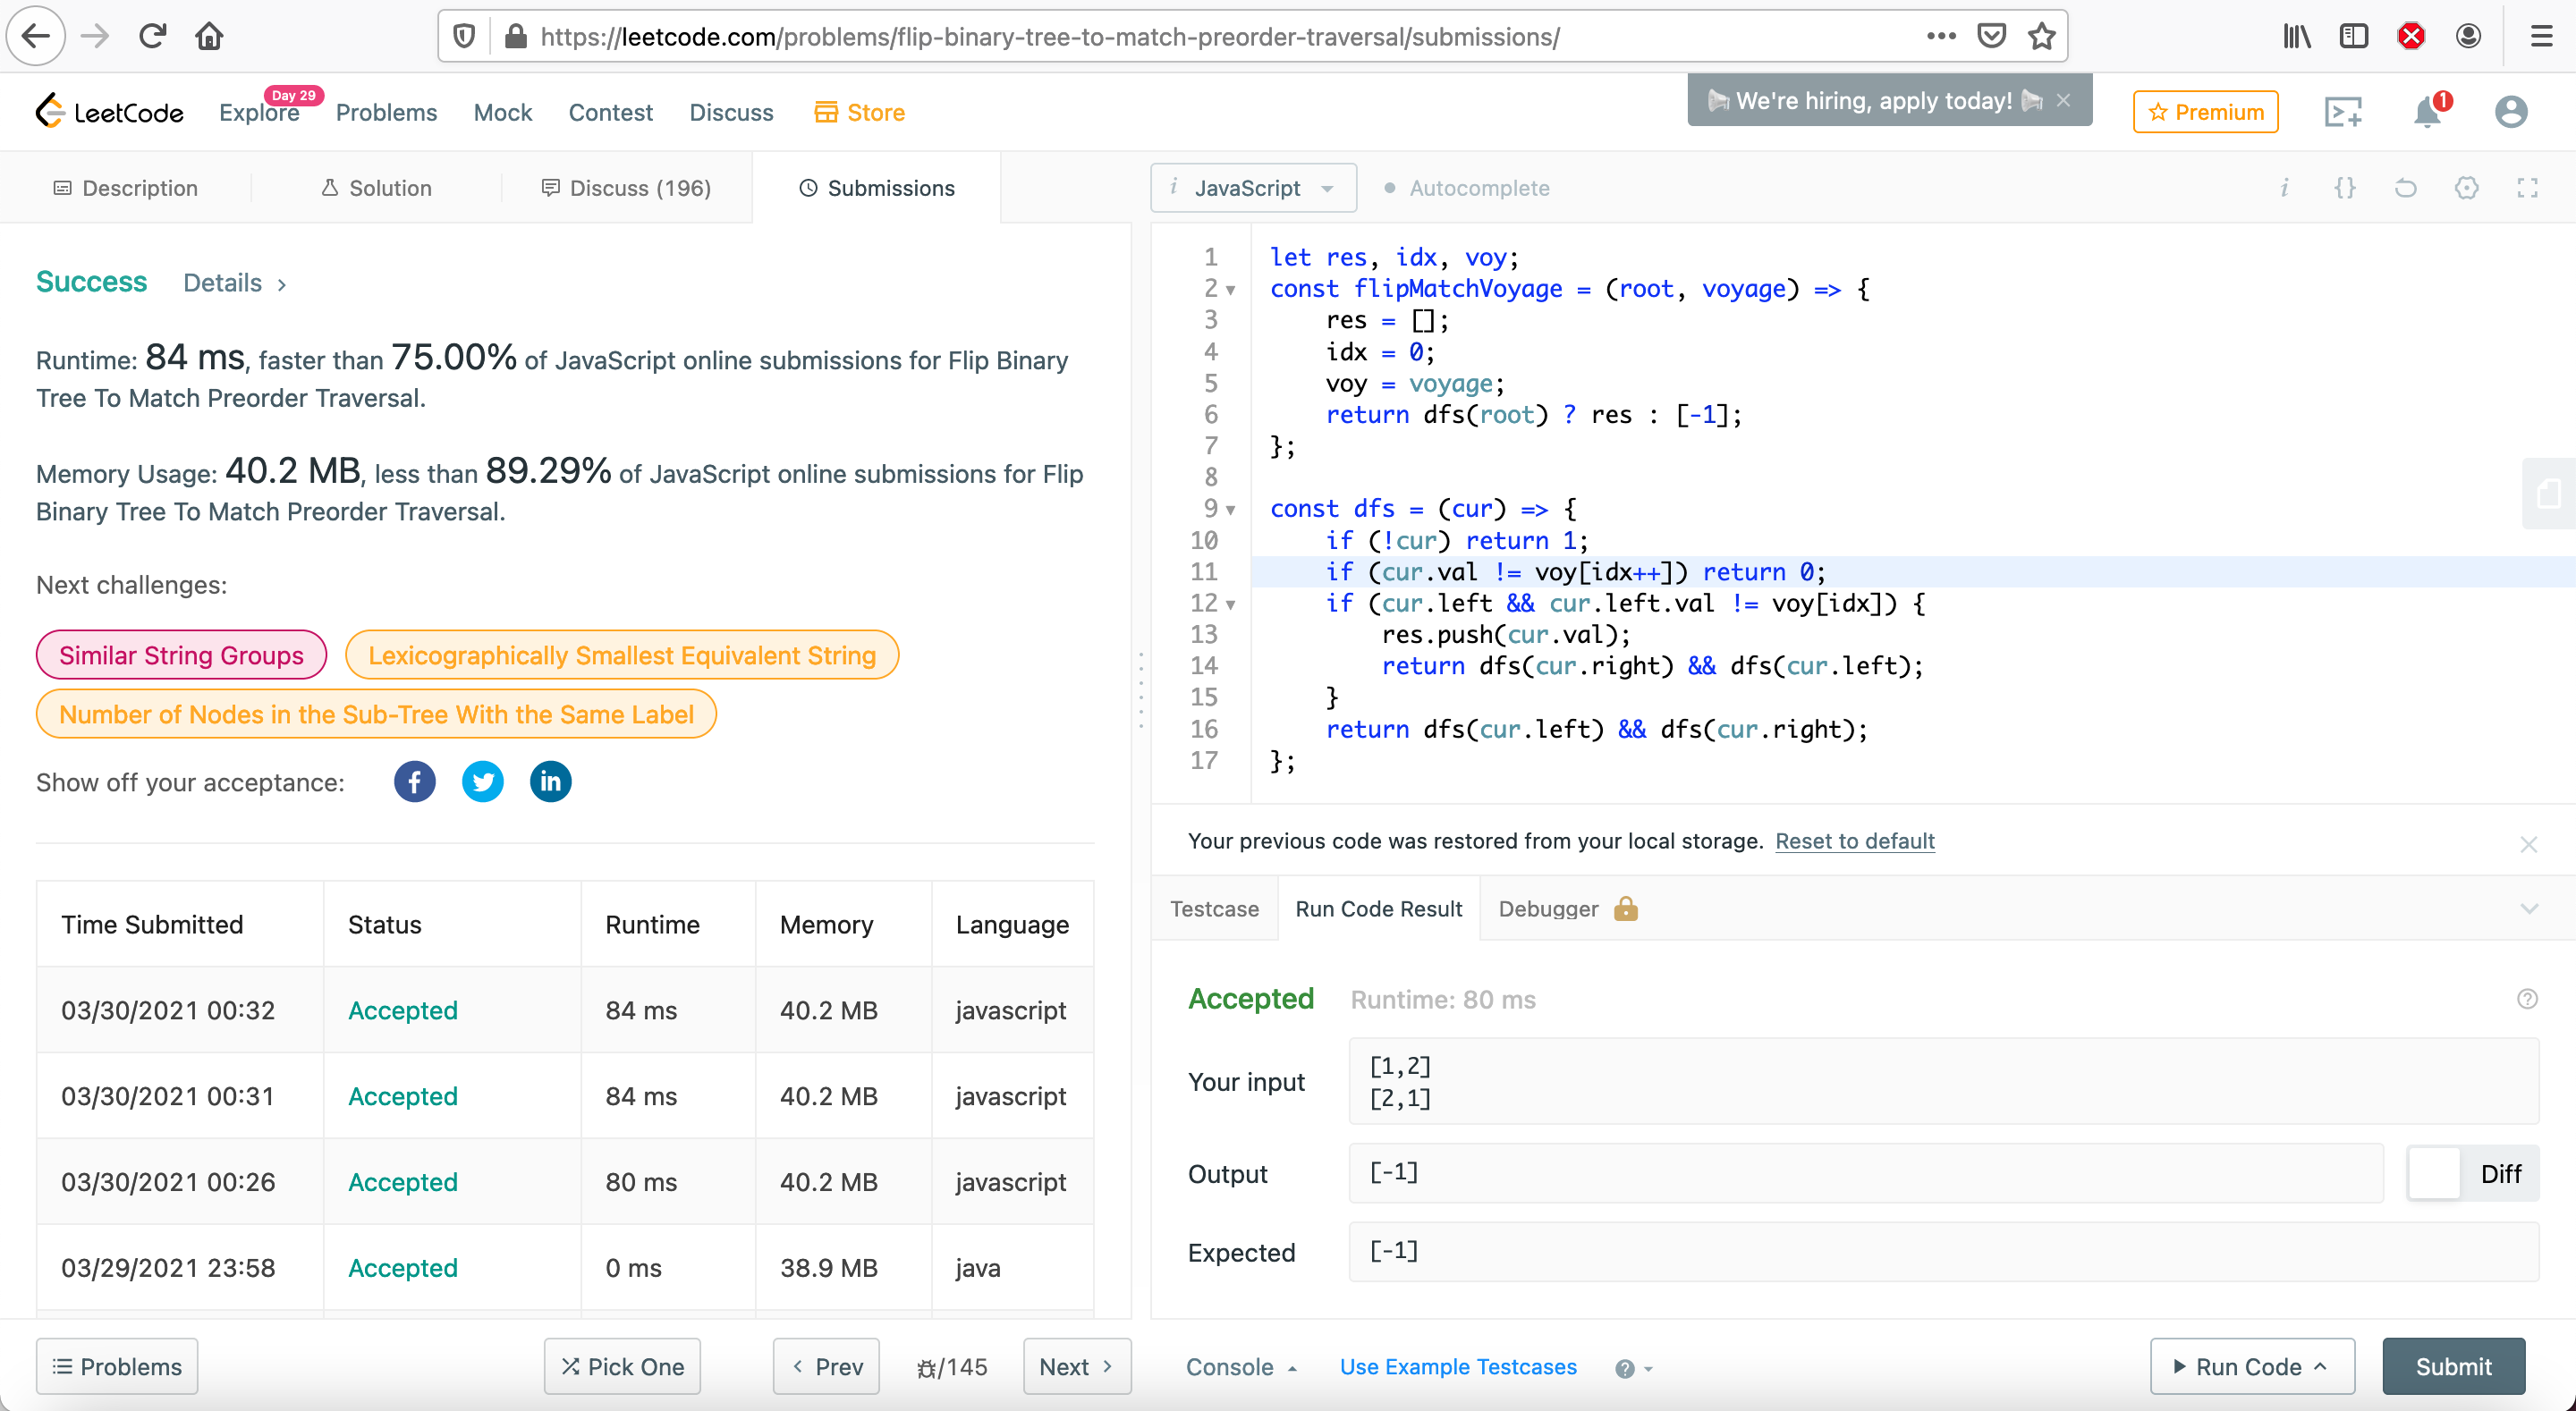 https://leetcode.com/problems/flip-binary-tree-to-match-preorder-traversal/submissions/
LeetCode
Explore
Day 29
Problems
Mock
Contest
Discuss
Store
We're hiring, apply today!
Premium
1
Description
Solution
Discuss (196)
Submissions
Success
Details
Runtime: 84 ms, faster than 75.00% of JavaScript online submissions for Flip Binary
Tree To Match Preorder Traversal.
Memory Usage: 40.2 MB, less than 89.29% of JavaScript online submissions for Flip
Binary Tree To Match Preorder Traversal.
Next challenges:
Similar String Groups
Lexicographically Smallest Equivalent String
Number of Nodes in the Sub-Tree With the Same Label
Show off your acceptance:
Time Submitted Status Runtime Memory Language
03/30/2021 00:32 Accepted 84 ms 40.2 MB javascript
03/30/2021 00:31 Accepted 84 ms 40.2 MB javascript
03/30/2021 00:26 Accepted 80 ms 40.2 MB javascript
03/29/2021 23:58 Accepted 0 ms 38.9 MB java
Problems
Pick One
Prev
/145
Next
i JavaScript
Autocomplete
i {}
1 let res, idx, voy;
2 const flipMatchVoyage = (root, voyage) => {
3     res = [];
4     idx = 0;
5     voy = voyage;
6     return dfs(root) ? res : [-1];
7 };
8
9 const dfs = (cur) => {
10     if (!cur) return 1;
11     if (cur.val != voy[idx++]) return 0;
12     if (cur.left && cur.left.val != voy[idx]) {
13         res.push(cur.val);
14         return dfs(cur.right) && dfs(cur.left);
15     }
16     return dfs(cur.left) && dfs(cur.right);
17 };
Your previous code was restored from your local storage. Reset to default
Testcase
Run Code Result
Debugger
Accepted
Runtime: 80 ms
Your input
[1,2]
[2,1]
Output
[-1]
Diff
Expected
[-1]
Console
Use Example Testcases
Run Code
Submit